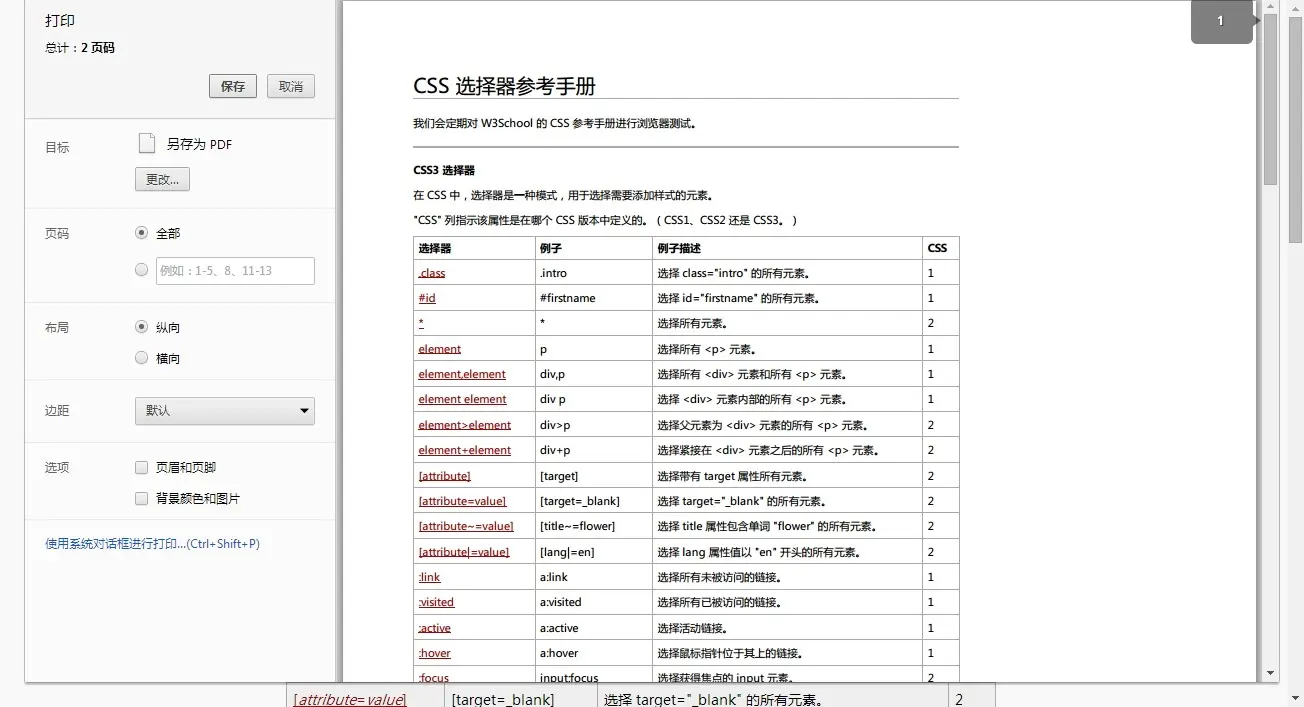 打印
总计：2 页码
保存 取消
目标 另存为 PDF
更改...
页码 全部
例如：1-5、8、11-13
布局 纵向
横向
边距 默认
选项 页眉和页脚
背景颜色和图片
使用系统对话框进行打印...(Ctrl+Shift+P)
1
CSS 选择器参考手册
我们会定期对 W3School 的 CSS 参考手册进行浏览器测试。
CSS3 选择器
在 CSS 中，选择器是一种模式，用于选择需要添加样式的元素。
"CSS" 列指示该属性是在哪个 CSS 版本中定义的。（CSS1、CSS2 还是 CSS3。）
选择器 例子 例子描述 CSS
.class .intro 选择 class="intro" 的所有元素。 1
#id #firstname 选择 id="firstname" 的所有元素。 1
* * 选择所有元素。 2
element p 选择所有 <p> 元素。 1
element,element div,p 选择所有 <div> 元素和所有 <p> 元素。 1
element element div p 选择 <div> 元素内部的所有 <p> 元素。 1
element>element div>p 选择父元素为 <div> 元素的所有 <p> 元素。 2
element+element div+p 选择紧接在 <div> 元素之后的所有 <p> 元素。 2
[attribute] [target] 选择带有 target 属性所有元素。 2
[attribute=value] [target=_blank] 选择 target="_blank" 的所有元素。 2
[attribute~=value] [title~=flower] 选择 title 属性包含单词 "flower" 的所有元素。 2
[attribute|=value] [lang|=en] 选择 lang 属性值以 "en" 开头的所有元素。 2
:link a:link 选择所有未被访问的链接。 1
:visited a:visited 选择所有已被访问的链接。 1
:active a:active 选择活动链接。 1
:hover a:hover 选择鼠标指针位于其上的链接。 1
:focus input:focus 选择获得焦点的 input 元素。 2
[attribute=value] [target=_blank] 选择 target="_blank" 的所有元素。 2